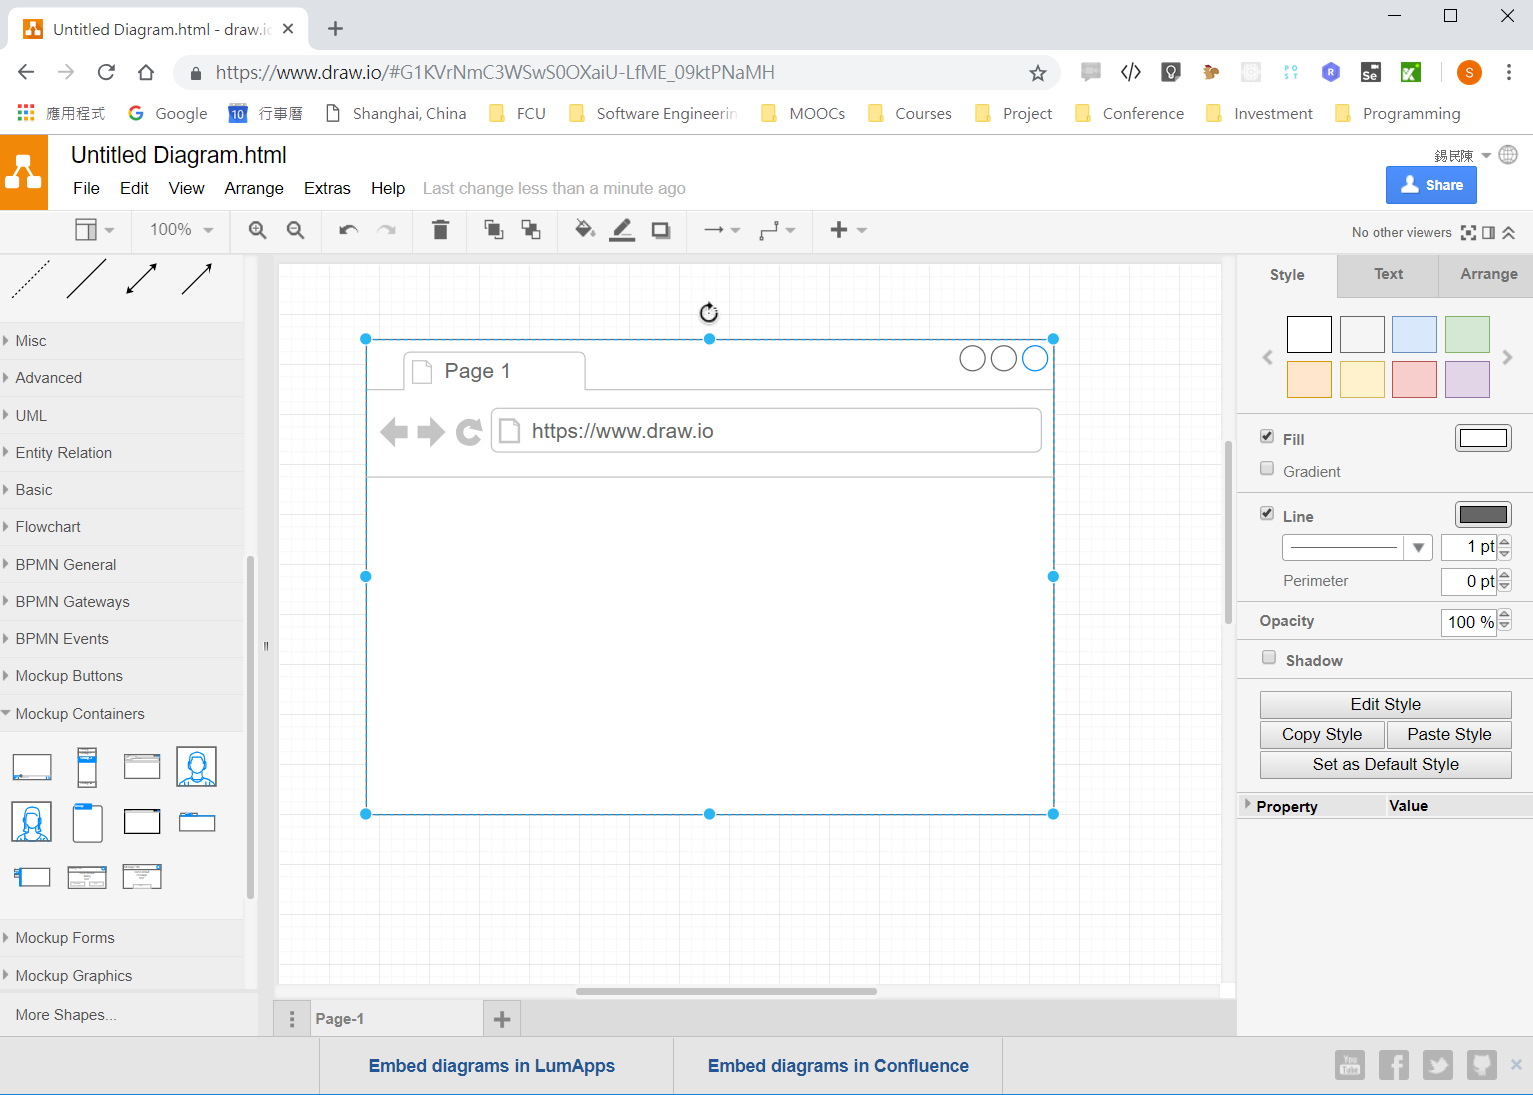 Untitled Diagram.html - draw.io
https://www.draw.io/#G1KVrNmC3WSwS0OXaiU-LfME_09ktPNaMH
S
應用程式 Google 10 行事曆 Shanghai, China FCU Software Engineerin MOOCs Courses Project Conference Investment Programming
Untitled Diagram.html
錫民陳
File Edit View Arrange Extras Help Last change less than a minute ago
Share
100%
No other viewers
Misc
Advanced
UML
Entity Relation
Basic
Flowchart
BPMN General
BPMN Gateways
BPMN Events
Mockup Buttons
Mockup Containers
Mockup Forms
Mockup Graphics
More Shapes...
Page 1
https://www.draw.io
Style Text Arrange
Fill
Gradient
Line
1 pt
Perimeter 0 pt
Opacity 100 %
Shadow
Edit Style
Copy Style Paste Style
Set as Default Style
Property Value
Page-1
Embed diagrams in LumApps Embed diagrams in Confluence
You Tube